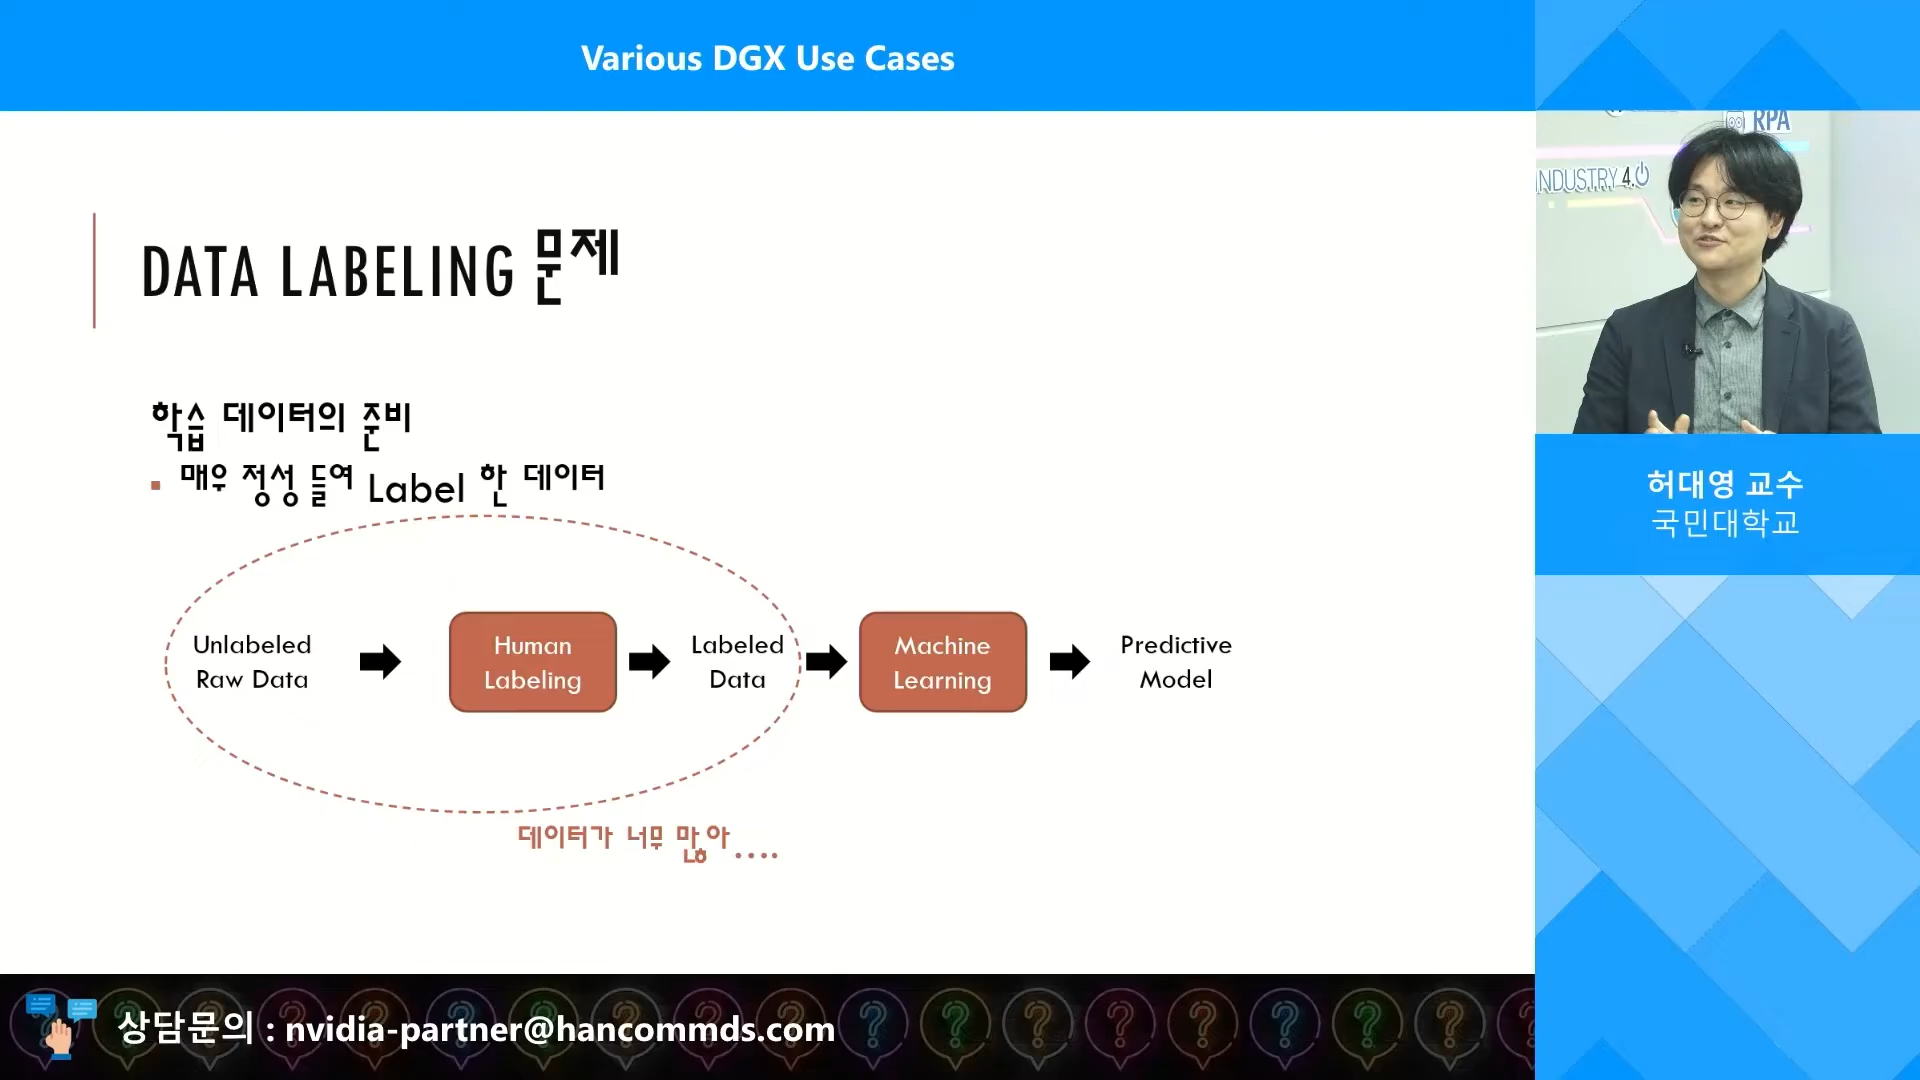 Various DGX Use Cases
RPA
INDUSTRY 4.0
DATA LABELING 문제
학습 데이터의 준비
매우 정성 들여 Label 한 데이터
Unlabeled
Raw Data
Human
Labeling
Labeled
Data
Machine
Learning
Predictive
Model
데이터가 너무 많아....
허대영 교수
국민대학교
상담문의 : nvidia-partner@hancommds.com